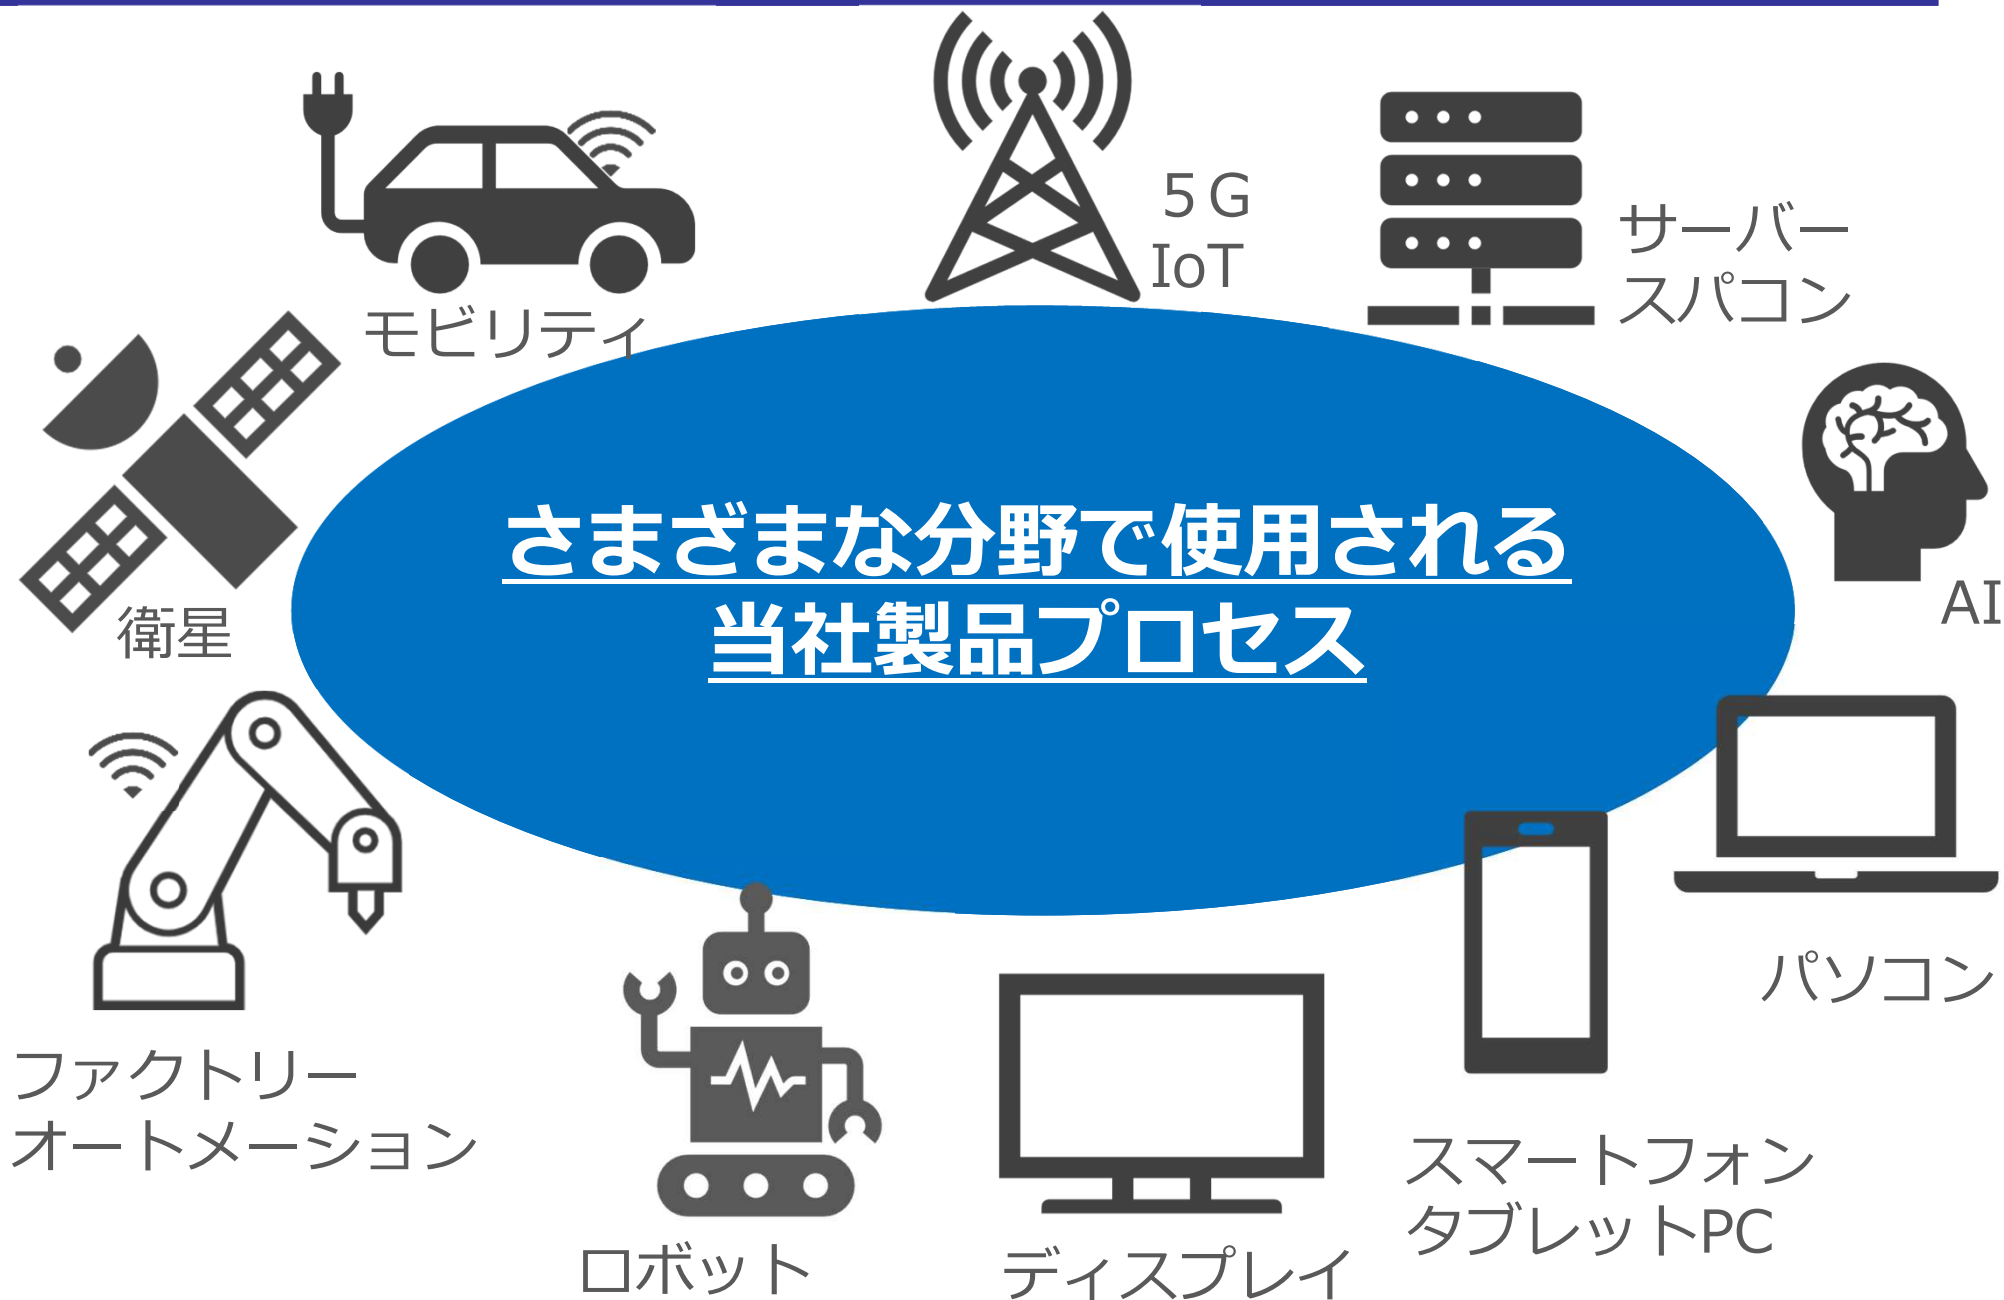 ５G
IoT
サーバー
スパコン
モビリティ
さまざまな分野で使用される
当社製品プロセス
AI
衛星
パソコン
ファクトリー
オートメーション
スマートフォン
タブレットPC
ロボット
ディスプレイ